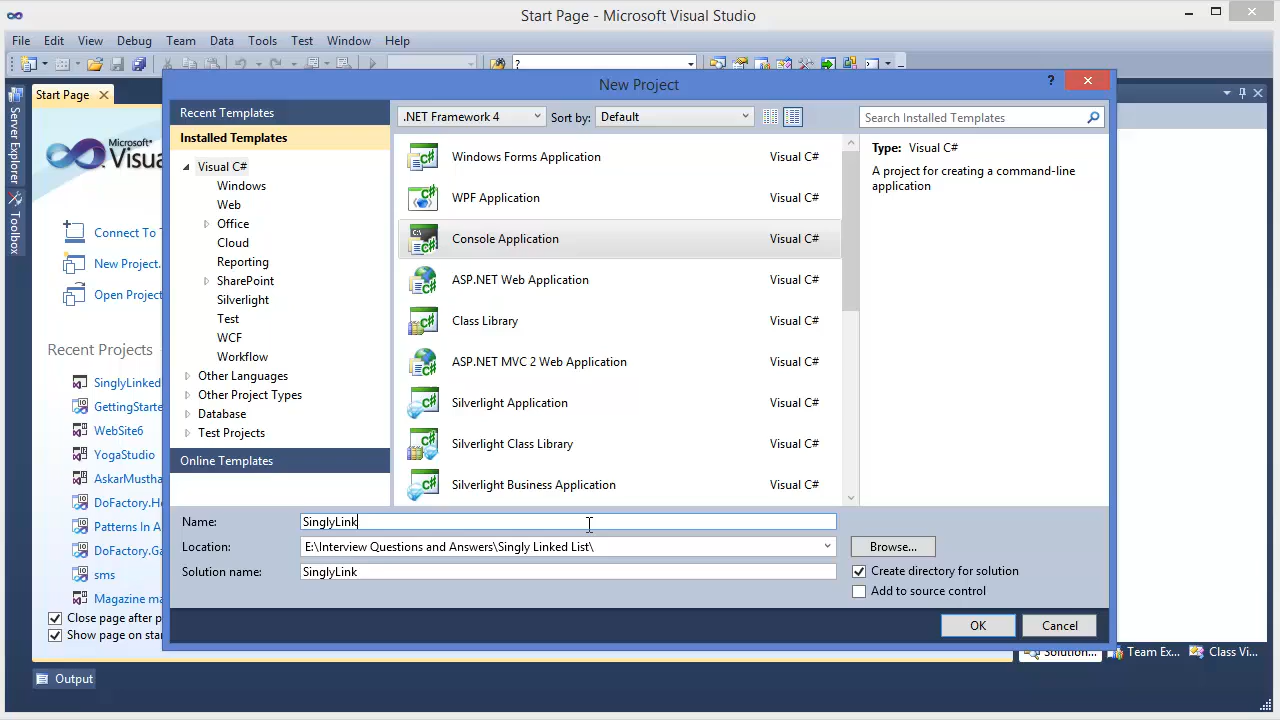 Start Page - Microsoft Visual Studio
File Edit View Debug Team Data Tools Test Window Help
?
New Project
?
Start Page
Server Explorer
Toolbox
Microsoft®
Visua
Connect To T
New Project.
Open Project
Recent Projects
SinglyLinked
GettingStarte
WebSite6
YogaStudio
AskarMustha
DoFactory.He
Patterns In A
DoFactory.Ga
sms
Magazine ma
Close page after p
Show page on star
Recent Templates
Installed Templates
Visual C#
Windows
Web
Office
Cloud
Reporting
SharePoint
Silverlight
Test
WCF
Workflow
Other Languages
Other Project Types
Database
Test Projects
Online Templates
.NET Framework 4
Sort by: Default
Search Installed Templates
Windows Forms Application Visual C#
WPF Application Visual C#
Console Application Visual C#
ASP.NET Web Application Visual C#
Class Library Visual C#
ASP.NET MVC 2 Web Application Visual C#
Silverlight Application Visual C#
Silverlight Class Library Visual C#
Silverlight Business Application Visual C#
Type: Visual C#
A project for creating a command-line
application
Name: SinglyLink
Location: E:\Interview Questions and Answers\Singly Linked List\
Browse...
Solution name: SinglyLink
Create directory for solution
Add to source control
OK Cancel
Solution... Team Ex... Class Vi...
Output